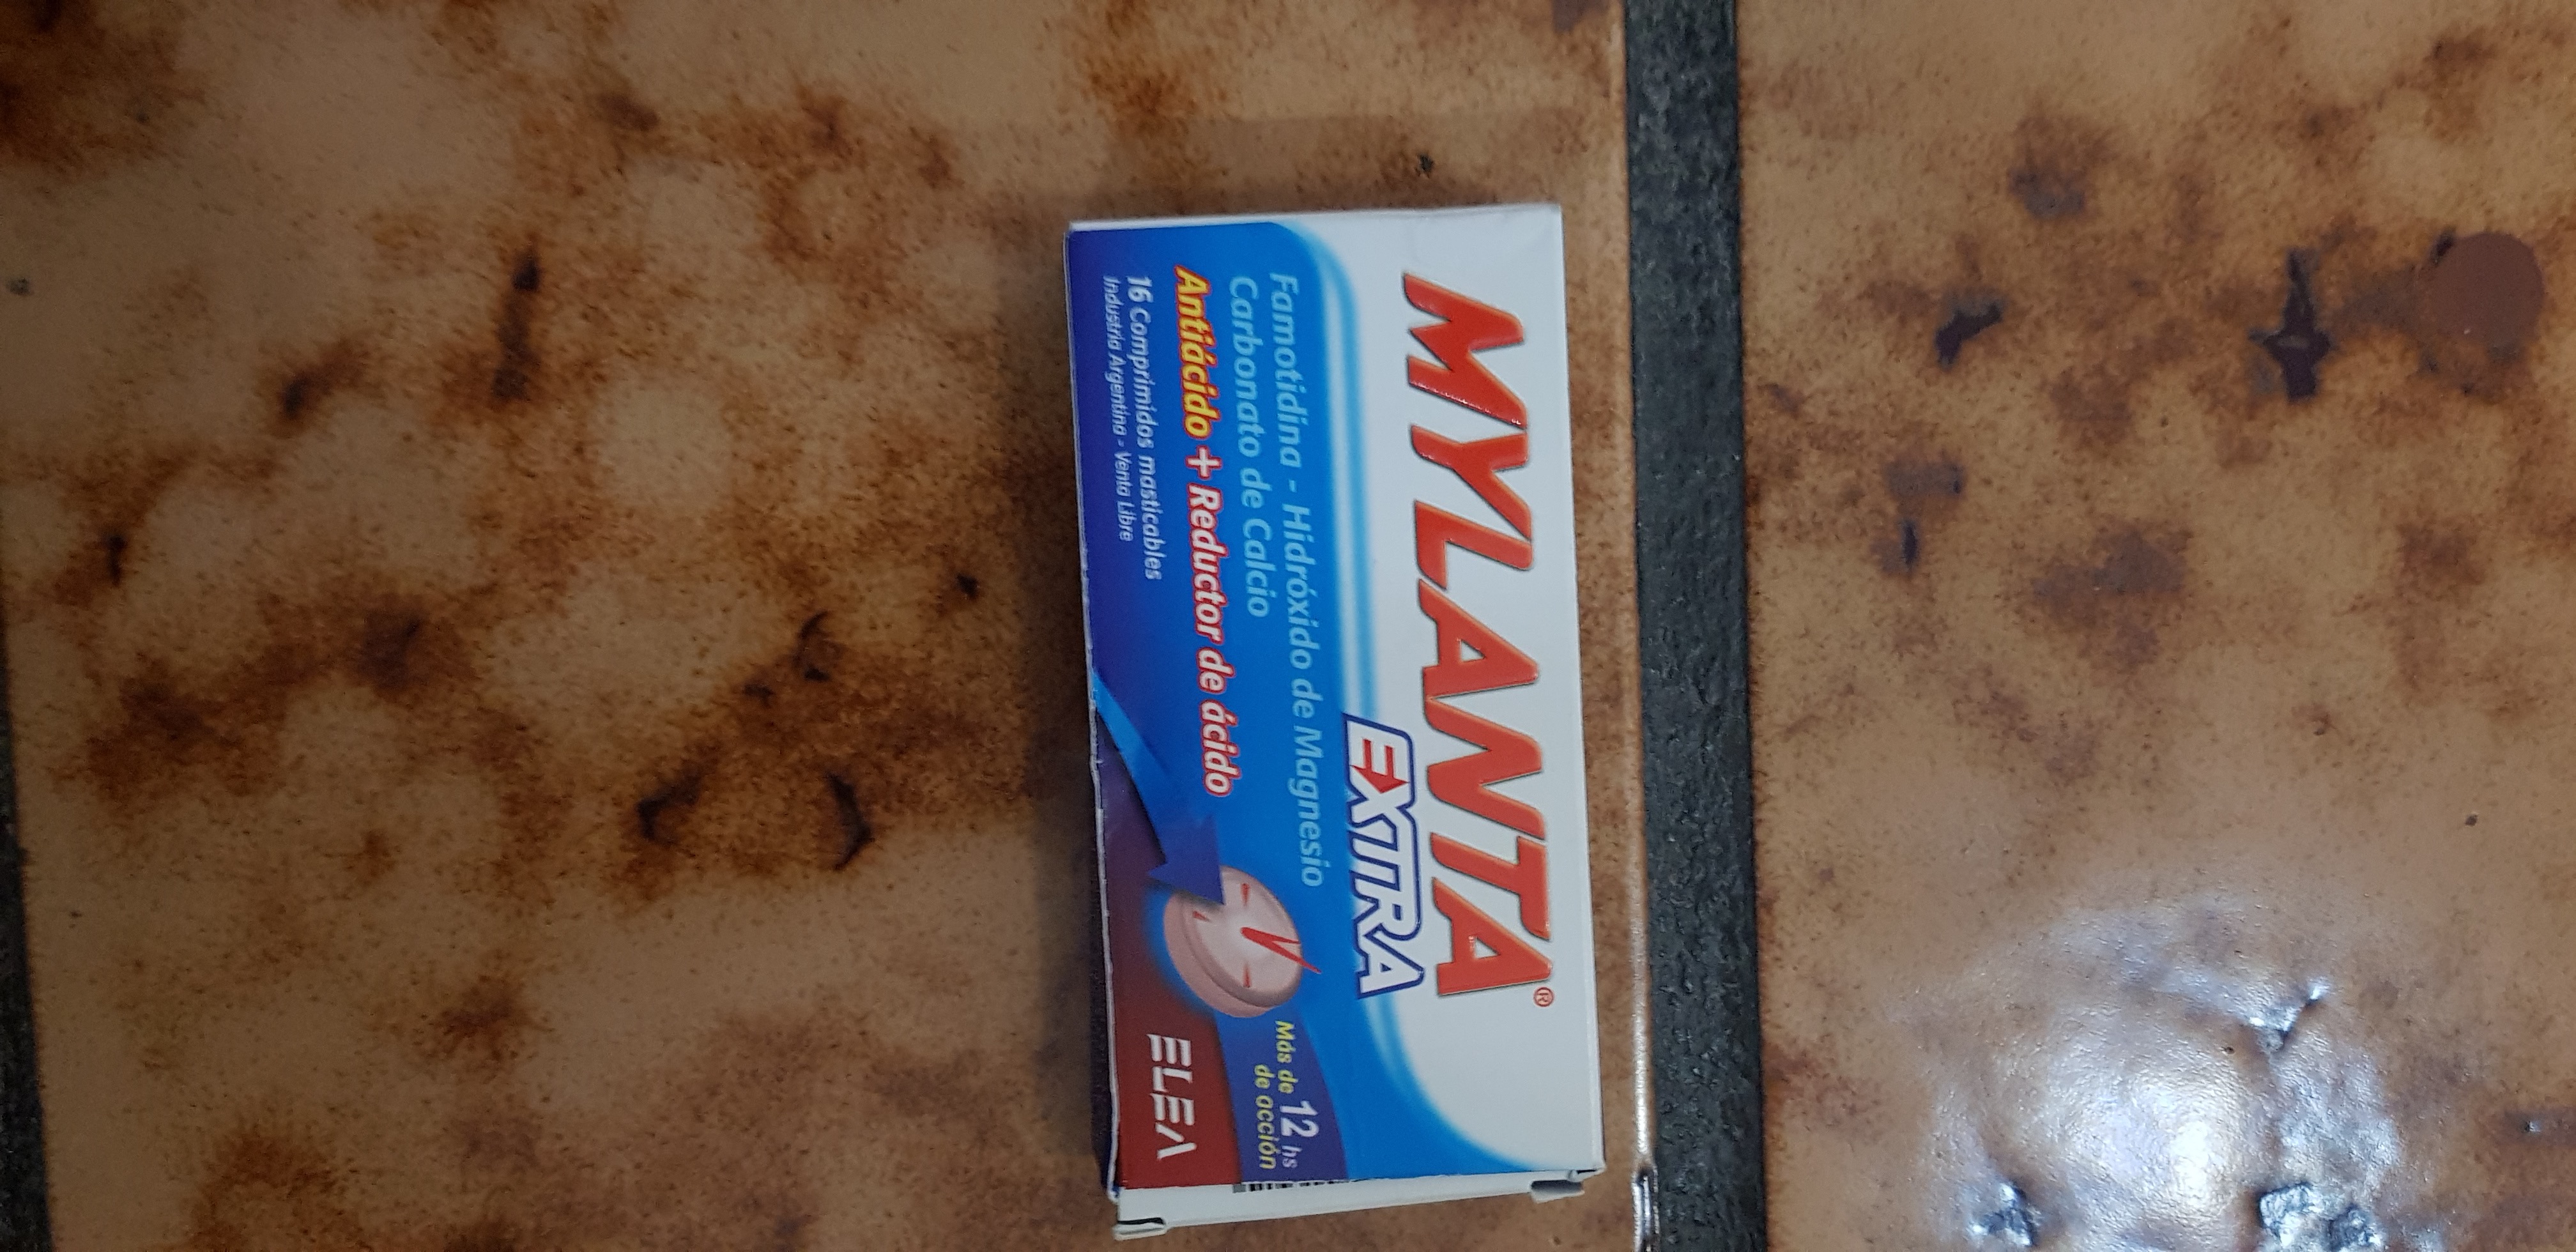 MYLANTA®
EXTRA
Famotidina - Hidróxido de Magnesio
Carbonato de Calcio
Antiácido + Reductor de ácido
16 Comprimidos masticables
Industria Argentina - Venta Libre
Más de 12 hs
de acción
ELEA